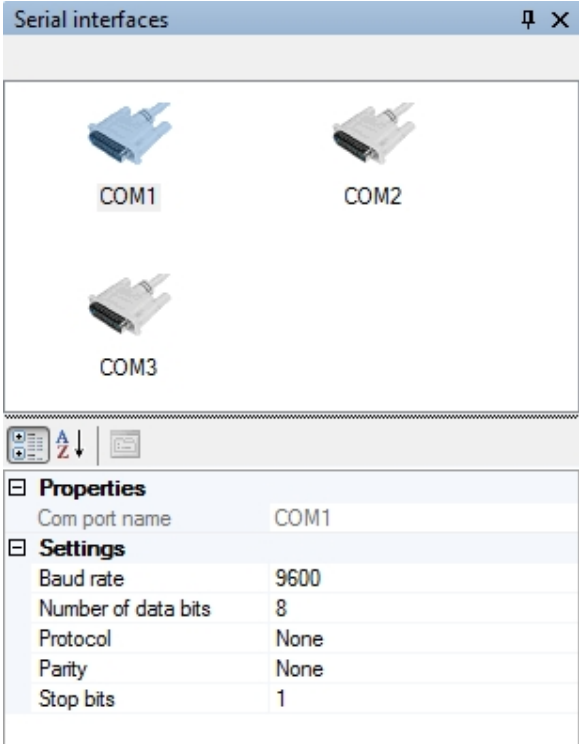 Serial interfaces
COM1 COM2
COM3
A
Z
Properties
Com port name COM1
Settings
Baud rate 9600
Number of data bits 8
Protocol None
Parity None
Stop bits 1